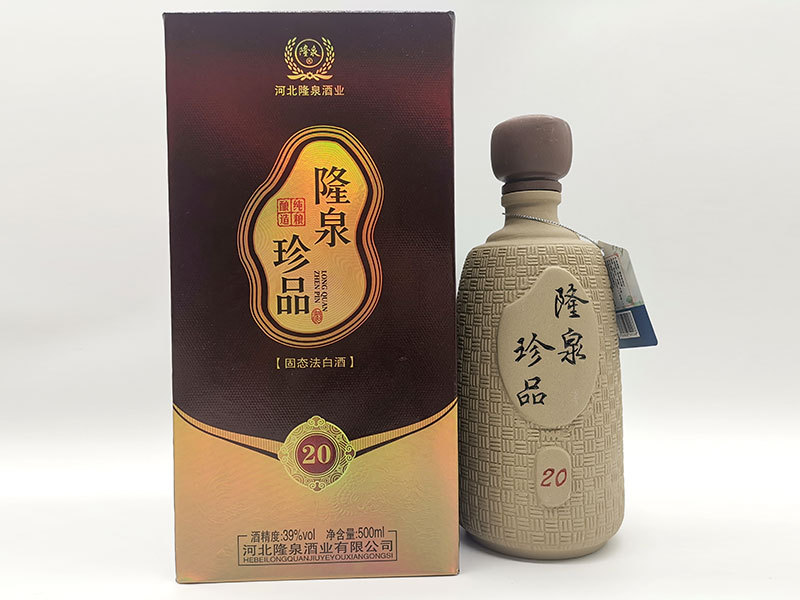 隆泉
®
河北隆泉酒业
隆泉
珍品
纯粮
酿造
LONG QUAN
ZHEN PIN
【固态法白酒】
20
酒精度:39%vol 净含量:500ml
河北隆泉酒业有限公司
HEBEILONGQUANJIUYEYOUXIANGONGSI
隆泉
珍品
20